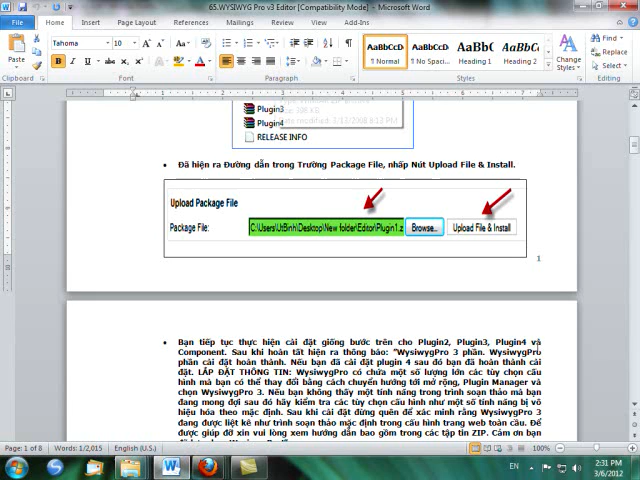 65.WYSIWYG Pro v3 Editor [Compatibility Mode] - Microsoft Word
File Home Insert Page Layout References Mailings Review View Add-Ins
Tahoma 10
AaBbCcD AaBbCcD AaBbC AaBbCc
Paste B I U abc A
¶ Normal ¶ No Spaci... Heading 1 Heading 2 Change Styles
Find
Replace
Select
Clipboard Font Paragraph Styles Editing
Plugin3
Date modified: 3/13/2008 8:13 PM
Plugin4
RELEASE INFO
• Đã hiện ra Đường dẫn trong Trường Package File, nhấp Nút Upload File & Install.
Upload Package File
Package File: C:\Users\UtBinh\Desktop\New folder\Editor\Plugin1.z Browse... Upload File & Install
1
• Bạn tiếp tục thực hiện cài đặt giống bước trên cho Plugin2, Plugin3, Plugin4 và
Component. Sau khi hoàn tất hiện ra thông báo: "WysiwygPro 3 phần. WysiwygPro
phần cài đặt hoàn thành. Nếu bạn đã cài đặt plugin 4 sau đó bạn đã hoàn thành cài
đặt. LẮP ĐẶT THÔNG TIN: WysiwygPro có chứa một số lượng lớn các tùy chọn cấu
hình mà bạn có thể thay đổi bằng cách chuyển hướng tới mở rộng, Plugin Manager và
chọn WysiwygPro 3. Nếu bạn không thấy một tính năng trong trình soạn thảo mà bạn
đang mong đợi sau đó hãy kiểm tra các tùy chọn cấu hình như một số tính năng bị vô
hiệu hóa theo mặc định. Sau khi cài đặt đừng quên để xác minh rằng WysiwygPro 3
đang được liệt kê như trình soạn thảo mặc định trong cấu hình trang web toàn cầu. Để
được giúp đỡ xin vui lòng xem hướng dẫn bao gồm trong các tập tin ZIP. Cám ơn bạn
Page: 1 of 8 Words: 1/2,015 English (U.S.) 100%
EN 2:31 PM
3/6/2012